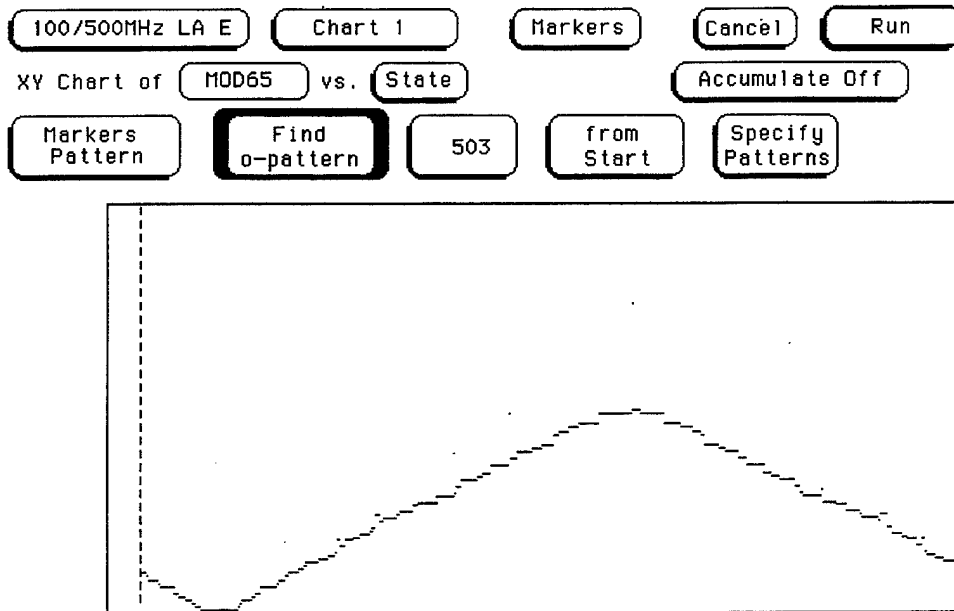 100/500MHz LA E Chart 1 Markers Cancel Run
XY Chart of MOD65 vs. State Accumulate Off
Markers Pattern Find o-pattern 503 from Start Specify Patterns